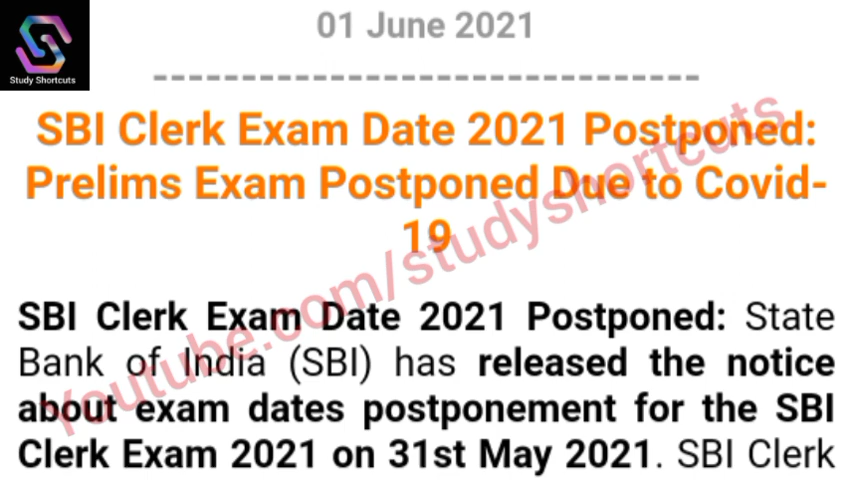 Study Shortcuts
01 June 2021
-------------------------------
SBI Clerk Exam Date 2021 Postponed:
Prelims Exam Postponed Due to Covid-
19
Youtube.com/studyshortcuts
SBI Clerk Exam Date 2021 Postponed: State
Bank of India (SBI) has released the notice
about exam dates postponement for the SBI
Clerk Exam 2021 on 31st May 2021. SBI Clerk